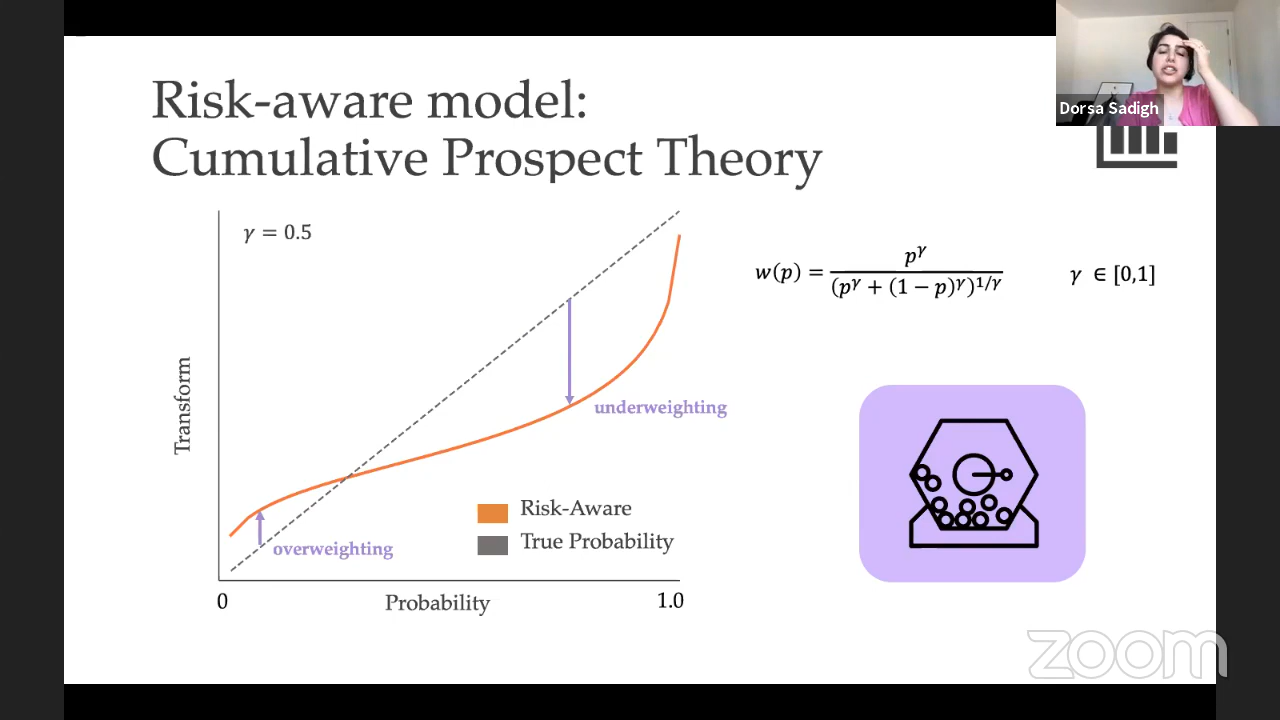 Dorsa Sadigh
Risk-aware model:
Cumulative Prospect Theory
γ = 0.5
w(p) = p^γ / (p^γ + (1 − p)^γ)^1/γ
γ ∈ [0,1]
Transform
underweighting
overweighting
Risk-Aware
True Probability
0
Probability
1.0
zoom